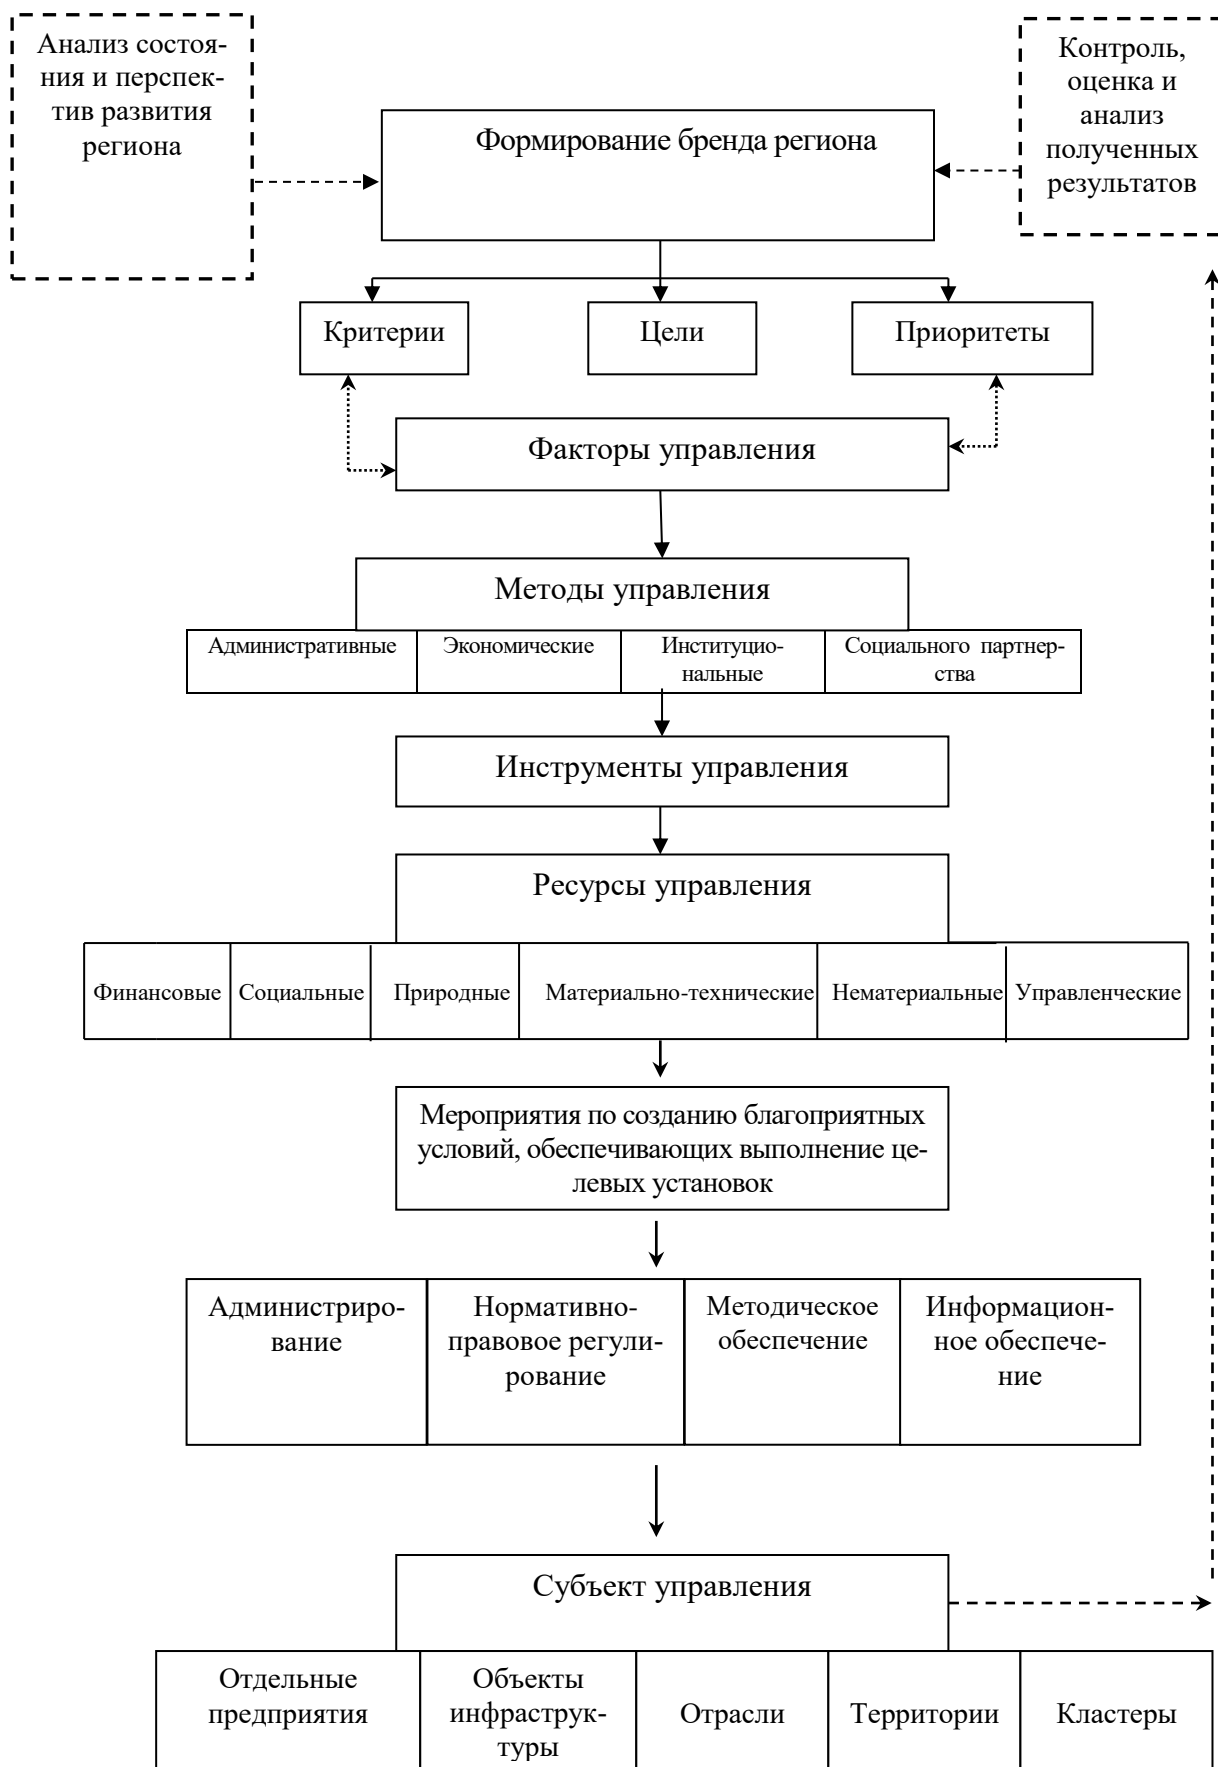 Анализ состоя-
ния и перспек-
тив развития
региона
Контроль,
оценка и
анализ
полученных
результатов
Формирование бренда региона
Критерии
Цели
Приоритеты
Факторы управления
Методы управления
Административные
Экономические
Институцио-
нальные
Социального партнер-
ства
Инструменты управления
Ресурсы управления
Финансовые
Социальные
Природные
Материально-технические
Нематериальные
Управленческие
Мероприятия по созданию благоприятных
условий, обеспечивающих выполнение це-
левых установок
Администриро-
вание
Нормативно-
правовое регули-
рование
Методическое
обеспечение
Информацион-
ное обеспече-
ние
Субъект управления
Отдельные
предприятия
Объекты
инфраструк-
туры
Отрасли
Территории
Кластеры